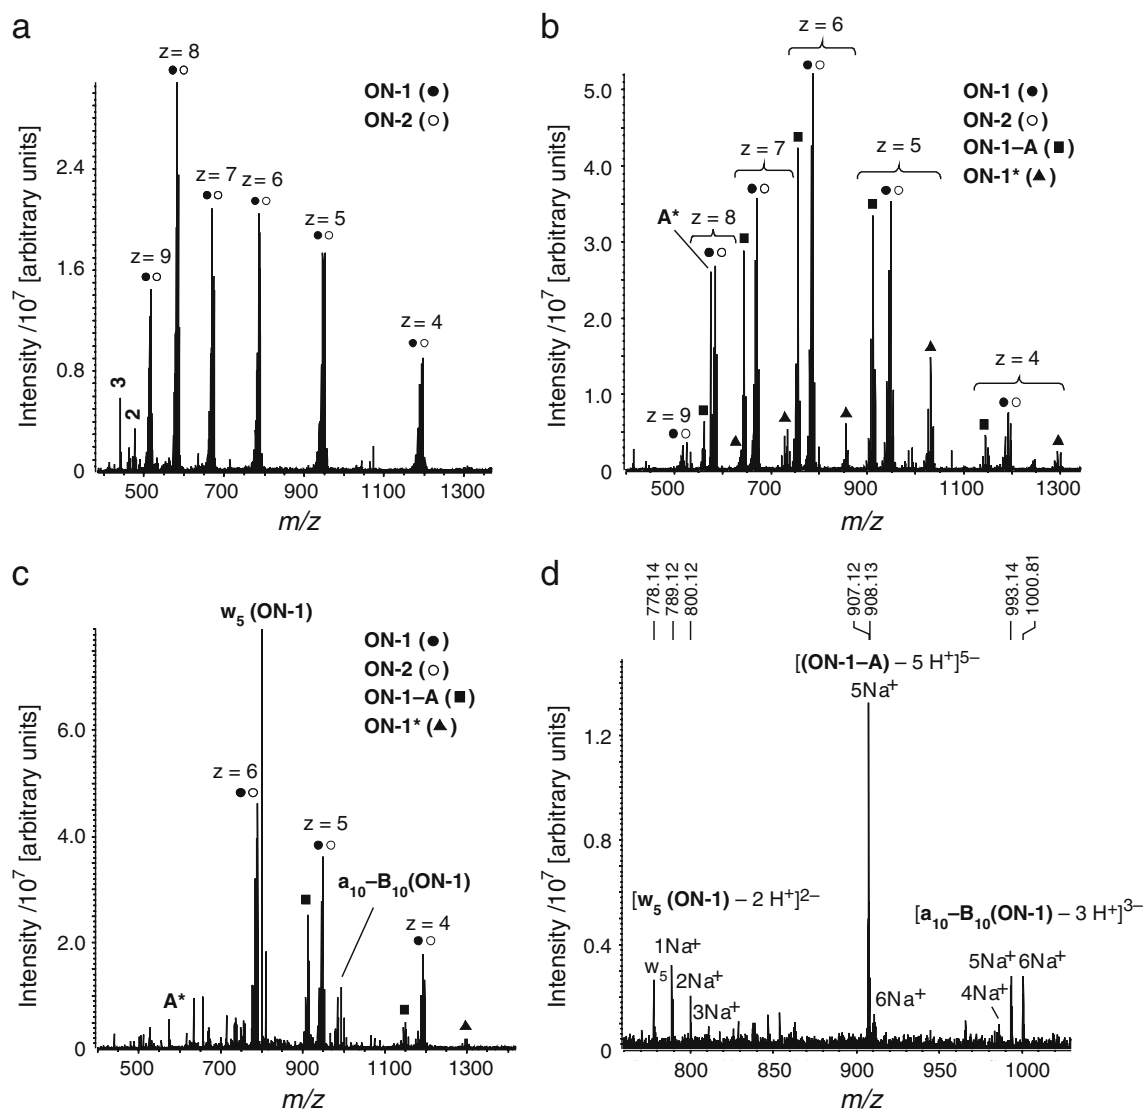 a
z = 8
ON-1 (●)
ON-2 (○)
z = 7
z = 6
z = 5
z = 9
z = 4
3
2
2.4
1.6
0.8
0
500 700 900 1100 1300
Intensity /10⁷ [arbitrary units]
m/z
b
z = 6
ON-1 (●)
ON-2 (○)
ON-1–A (■)
ON-1* (▲)
z = 7
z = 5
A*
z = 8
z = 9
z = 4
5.0
4.0
3.0
2.0
1.0
0
500 700 900 1100 1300
Intensity /10⁷ [arbitrary units]
m/z
c
w₅ (ON-1)
ON-1 (●)
ON-2 (○)
ON-1–A (■)
ON-1* (▲)
z = 6
z = 5
a₁₀–B₁₀(ON-1)
z = 4
A*
6.0
4.0
2.0
0
500 700 900 1100 1300
Intensity /10⁷ [arbitrary units]
m/z
d
778.14
789.12
800.12
907.12
908.13
993.14
1000.81
[(ON-1–A) – 5 H⁺]⁵⁻
5Na⁺
[w₅ (ON-1) – 2 H⁺]²⁻
[a₁₀–B₁₀(ON-1) – 3 H⁺]³⁻
w₅
1Na⁺
2Na⁺
3Na⁺
6Na⁺
4Na⁺
5Na⁺
6Na⁺
1.2
0.8
0.4
0
800 850 900 950 1000
Intensity /10⁷ [arbitrary units]
m/z